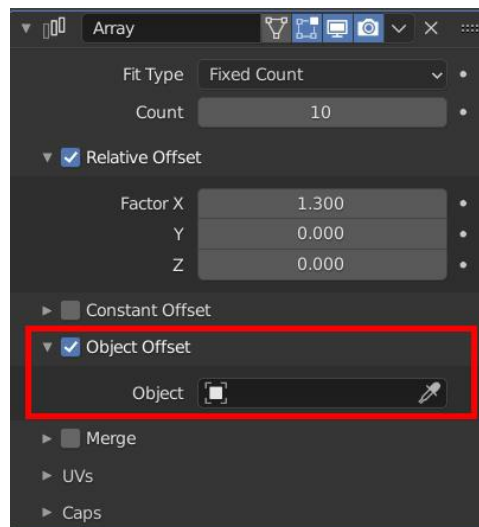 Array
Fit Type Fixed Count
Count 10
Relative Offset
Factor X 1.300
Y 0.000
Z 0.000
Constant Offset
Object Offset
Object
Merge
UVs
Caps